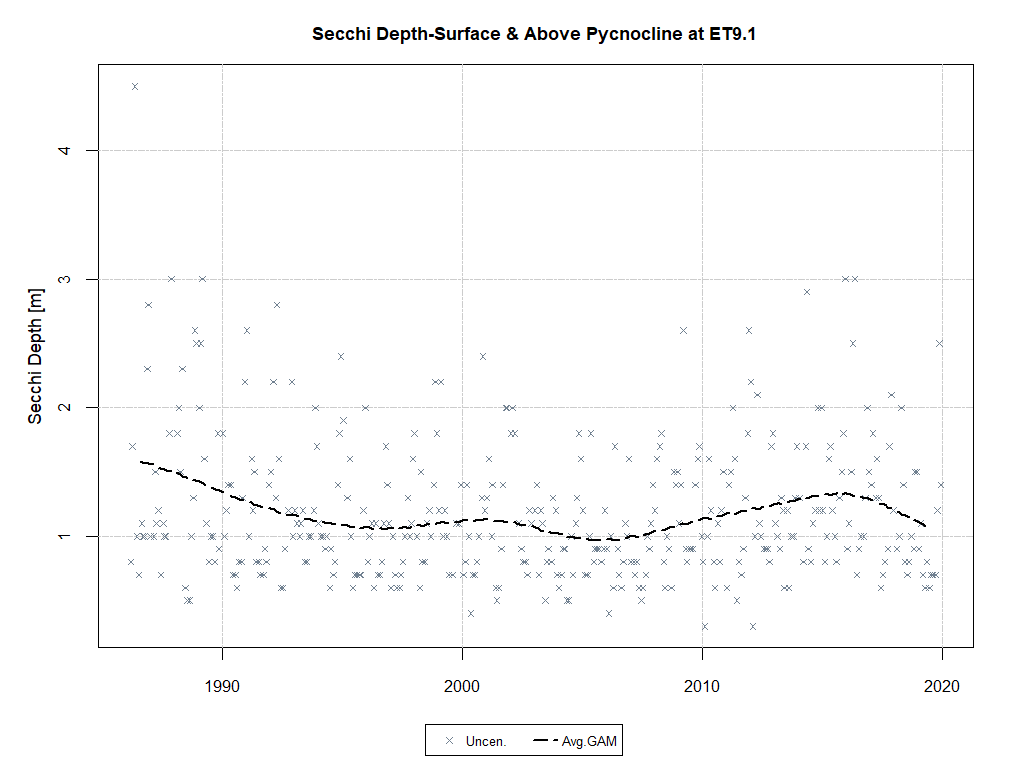 Secchi Depth-Surface & Above Pycnocline at ET9.1
Secchi Depth [m]
4
3
2
1
1990 2000 2010 2020
Uncen. Avg.GAM